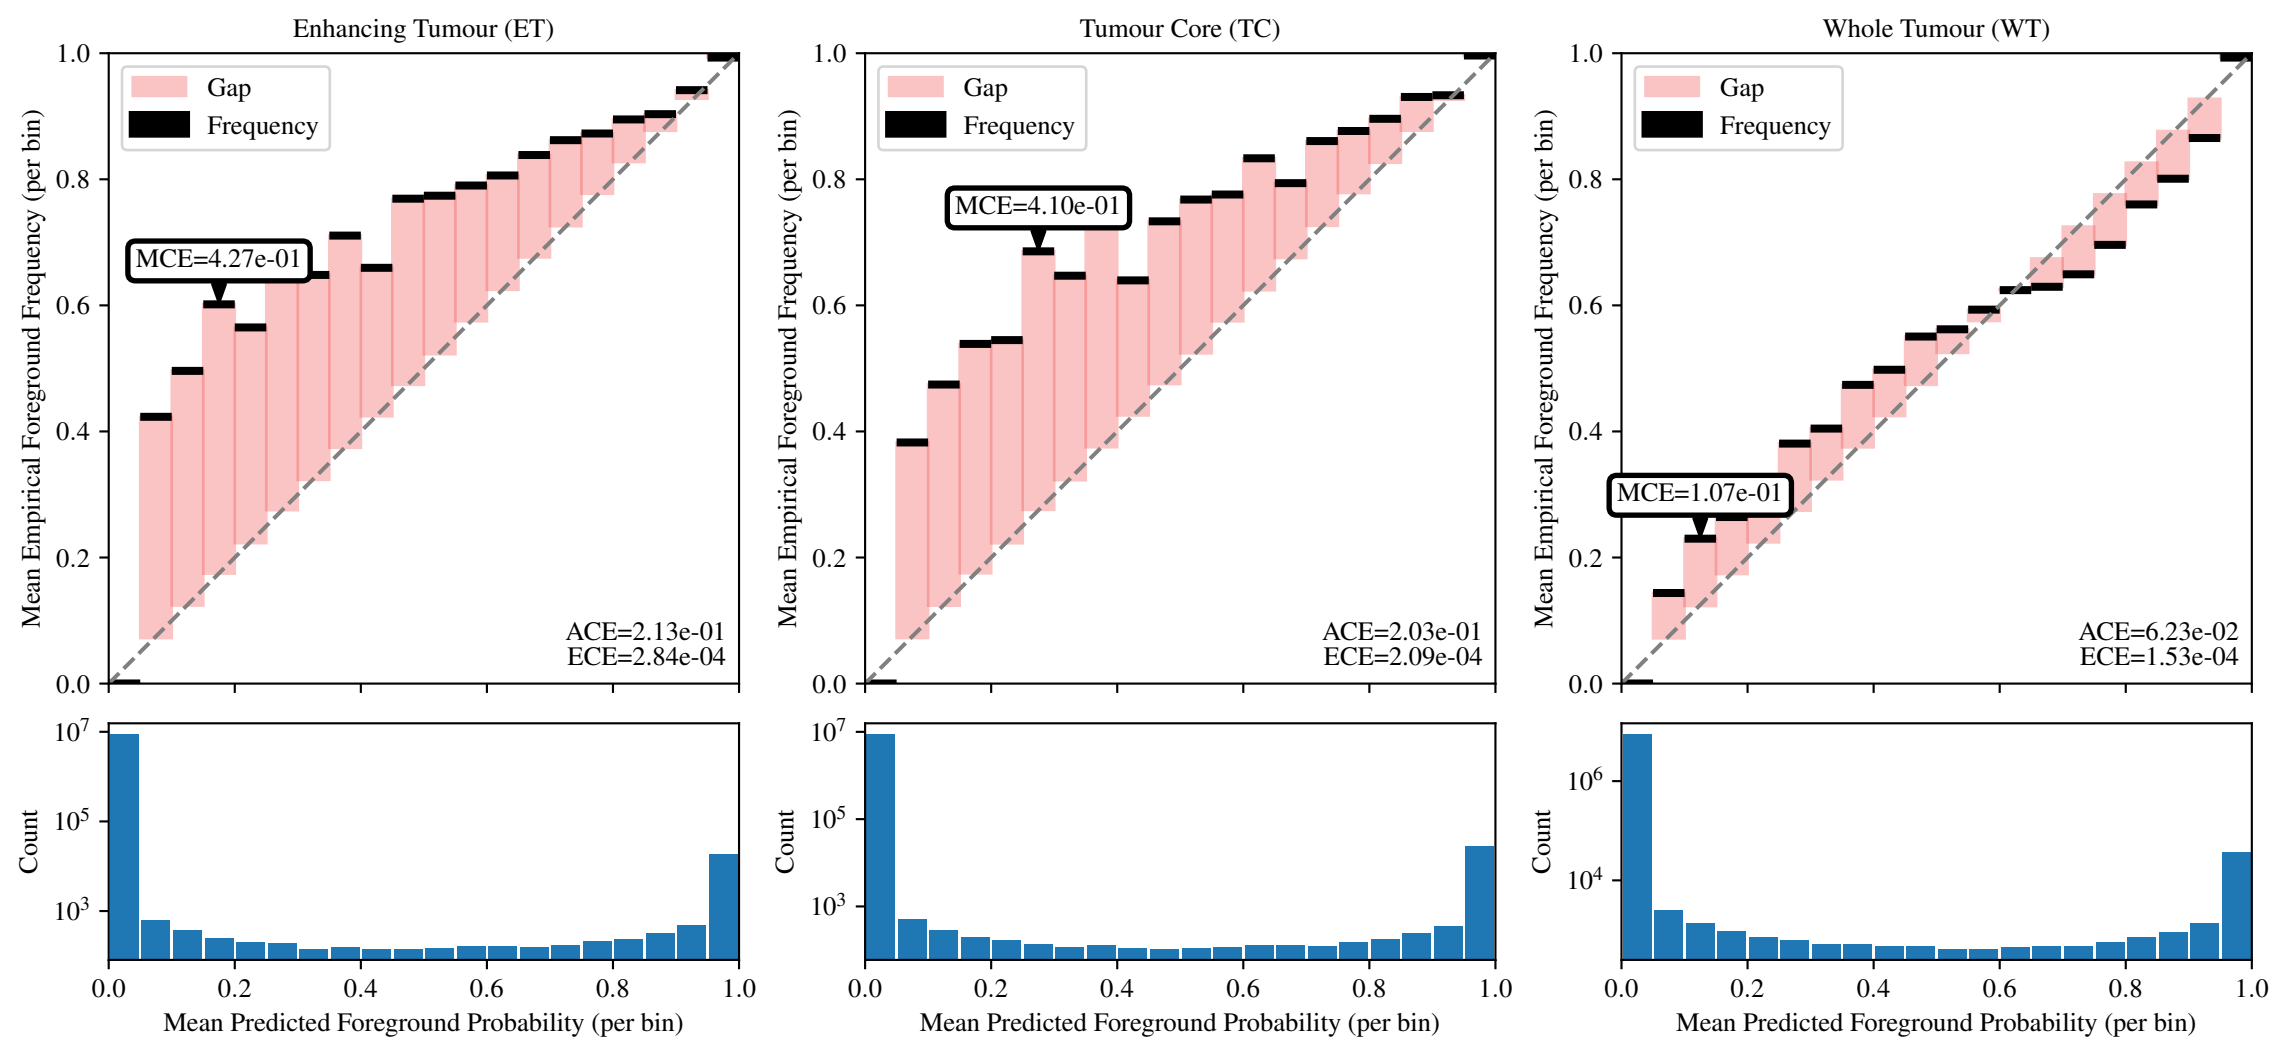 Enhancing Tumour (ET)
Mean Empirical Foreground Frequency (per bin)
1.0
0.8
0.6
0.4
0.2
0.0
Gap
Frequency
MCE=4.27e-01
ACE=2.13e-01
ECE=2.84e-04
Count
10^7
10^5
10^3
0.0 0.2 0.4 0.6 0.8 1.0
Mean Predicted Foreground Probability (per bin)
Tumour Core (TC)
Mean Empirical Foreground Frequency (per bin)
1.0
0.8
0.6
0.4
0.2
0.0
Gap
Frequency
MCE=4.10e-01
ACE=2.03e-01
ECE=2.09e-04
Count
10^7
10^5
10^3
0.0 0.2 0.4 0.6 0.8 1.0
Mean Predicted Foreground Probability (per bin)
Whole Tumour (WT)
Mean Empirical Foreground Frequency (per bin)
1.0
0.8
0.6
0.4
0.2
0.0
Gap
Frequency
MCE=1.07e-01
ACE=6.23e-02
ECE=1.53e-04
Count
10^6
10^4
0.0 0.2 0.4 0.6 0.8 1.0
Mean Predicted Foreground Probability (per bin)